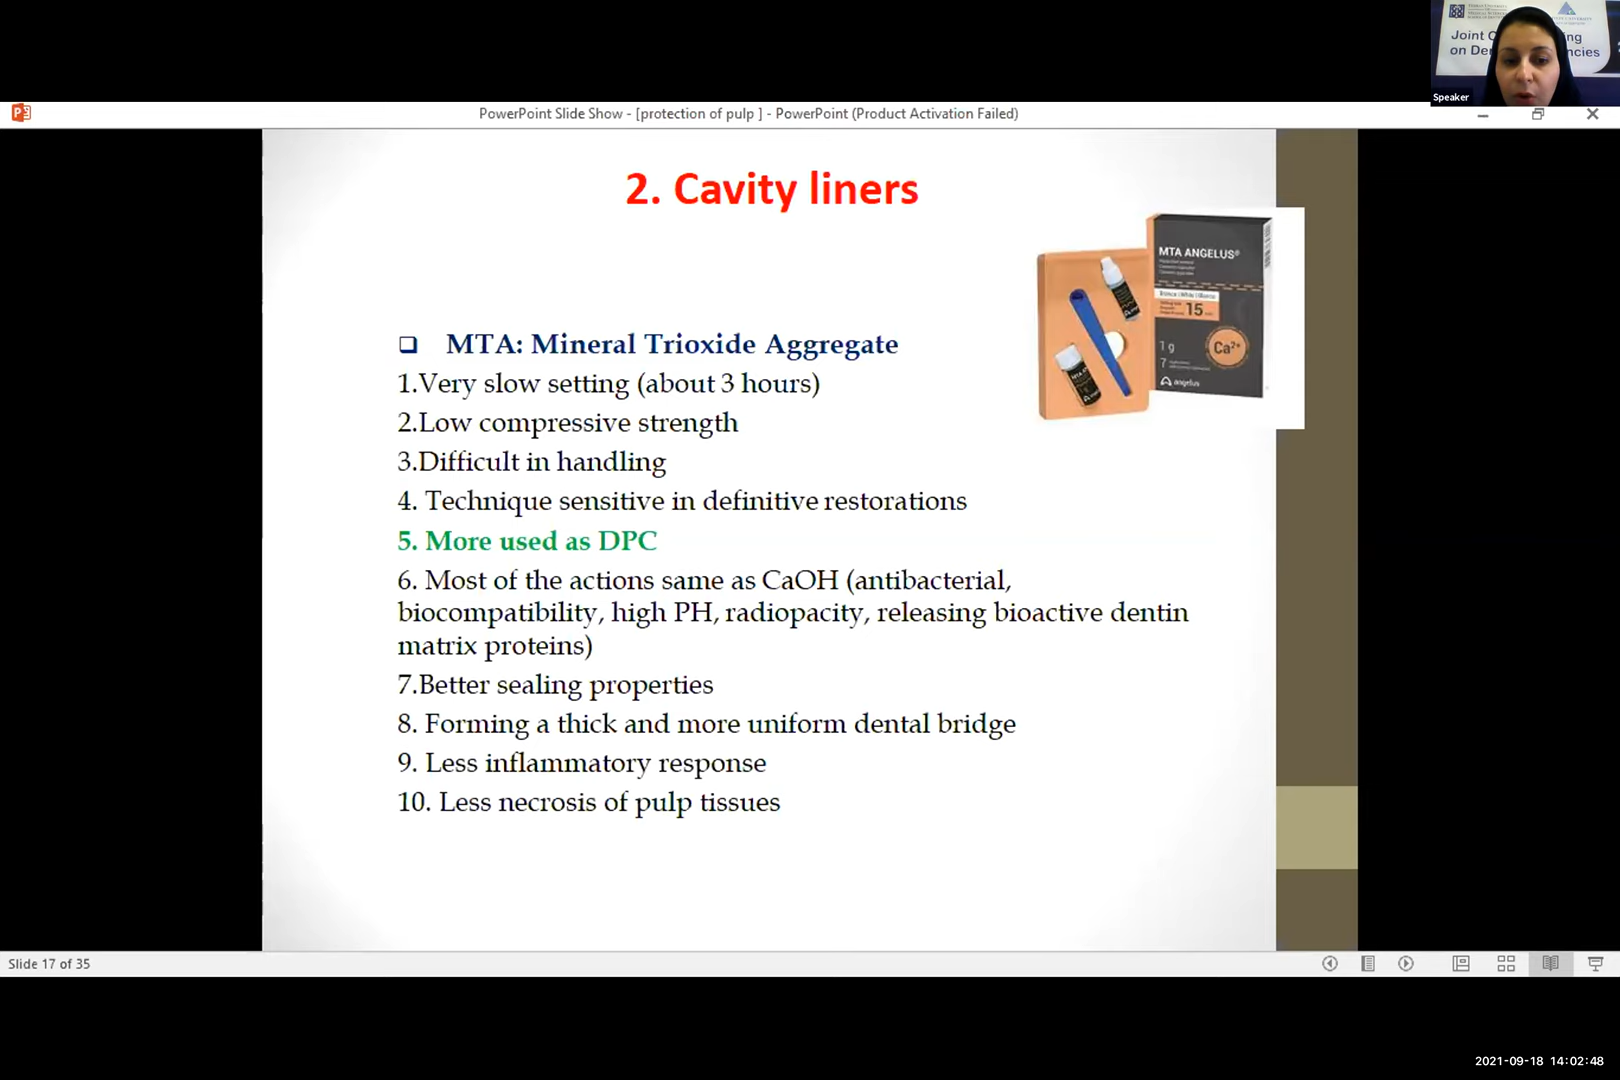 Joint C ing
on De ncies
Speaker
PowerPoint Slide Show - [protection of pulp ] - PowerPoint (Product Activation Failed)
2. Cavity liners
MTA ANGELUS®
15
1 g
7
Ca²⁺
angelus
❑ MTA: Mineral Trioxide Aggregate
1.Very slow setting (about 3 hours)
2.Low compressive strength
3.Difficult in handling
4. Technique sensitive in definitive restorations
5. More used as DPC
6. Most of the actions same as CaOH (antibacterial,
biocompatibility, high PH, radiopacity, releasing bioactive dentin
matrix proteins)
7.Better sealing properties
8. Forming a thick and more uniform dental bridge
9. Less inflammatory response
10. Less necrosis of pulp tissues
Slide 17 of 35
2021-09-18 14:02:48